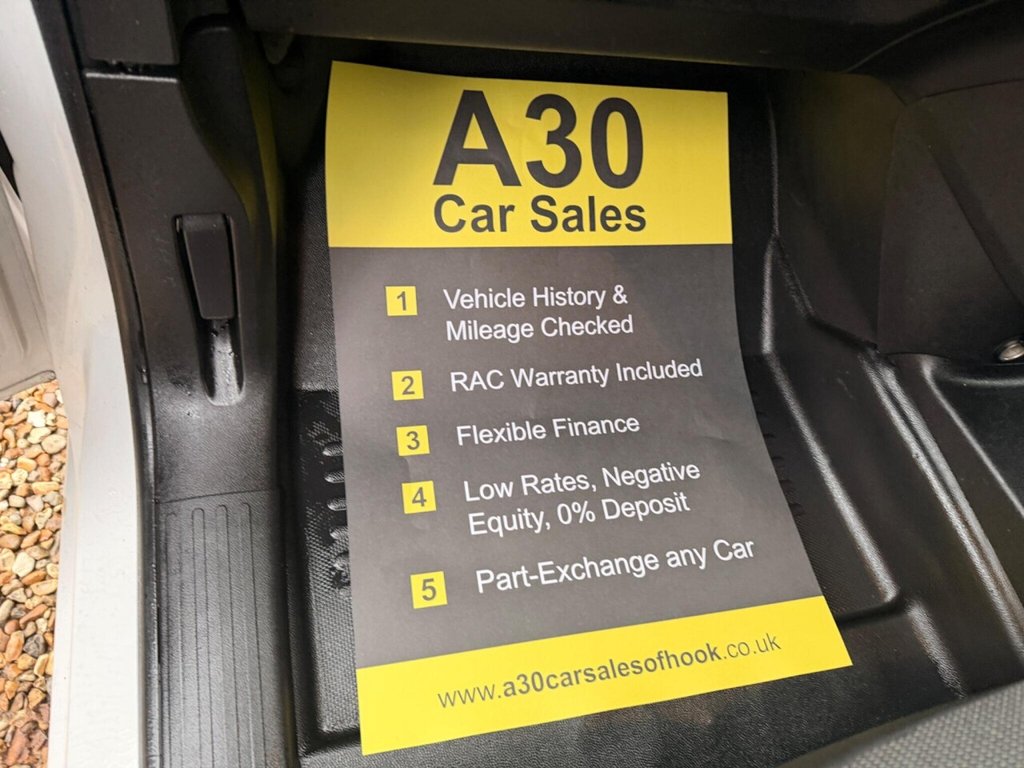 A30
Car Sales
1 Vehicle History &
Mileage Checked
2 RAC Warranty Included
3 Flexible Finance
4 Low Rates, Negative
Equity, 0% Deposit
5 Part-Exchange any Car
www.a30carsalesofhook.co.uk